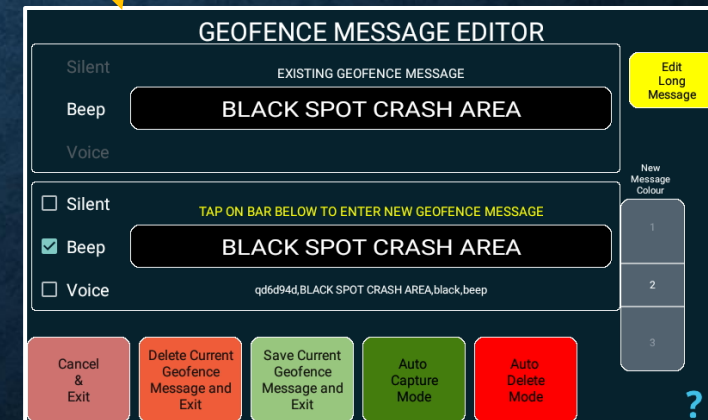 GEOFENCE MESSAGE EDITOR
Silent
EXISTING GEOFENCE MESSAGE
Beep
BLACK SPOT CRASH AREA
Voice
Edit
Long
Message
New
Message
Colour
1
2
3
Silent
TAP ON BAR BELOW TO ENTER NEW GEOFENCE MESSAGE
Beep
BLACK SPOT CRASH AREA
Voice
qd6d94d,BLACK SPOT CRASH AREA,black,beep
Cancel
&
Exit
Delete Current
Geofence
Message and
Exit
Save Current
Geofence
Message and
Exit
Auto
Capture
Mode
Auto
Delete
Mode
?